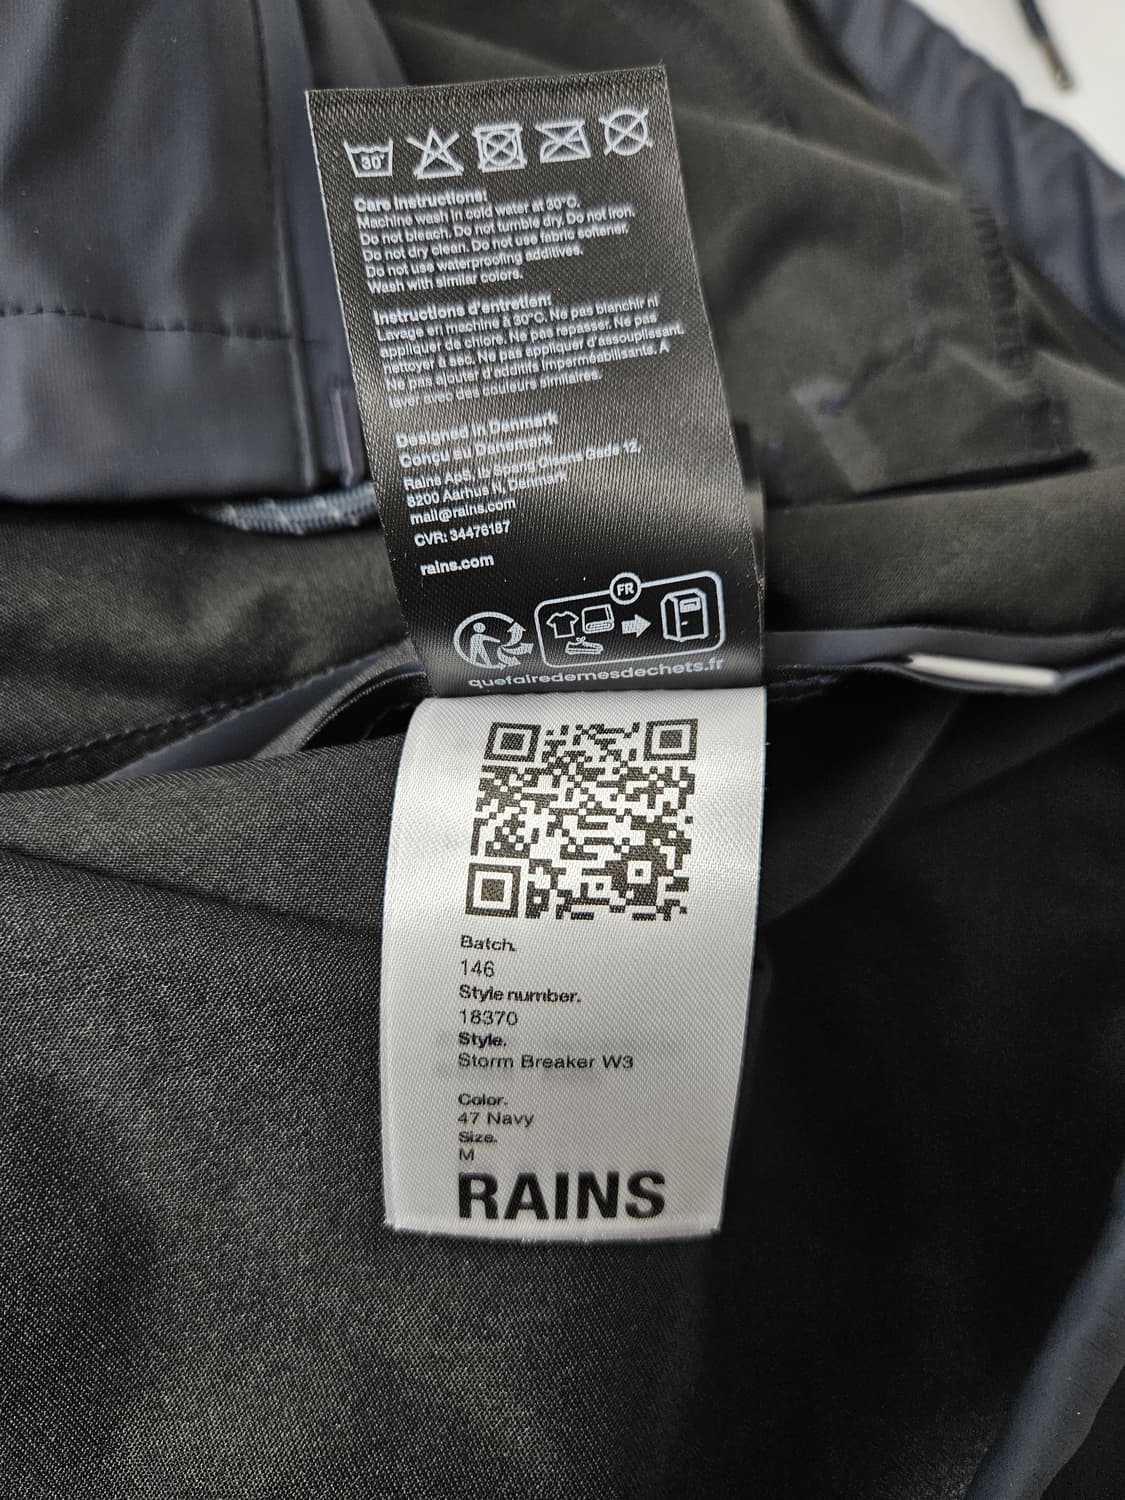 30°
Care Instructions:
Machine wash in cold water at 30°C.
Do not bleach. Do not tumble dry. Do not iron.
Do not dry clean. Do not use fabric softener
Do not use waterproofing additives.
Wash with similar colors.
Instructions d'entretien:
Lavage en machine à 30°C. Ne pas blanchir ni
appliquer de chlore. Ne pas repasser. Ne pas
nettoyer à sec. Ne pas appliquer d'assouplissant
Ne pas ajouter d'additifs imperméabilisants. A
laver avec des couleurs similaires.
Designed in Denmark
Conçu au Danemark
Rains Aps,
8200 Aarhus N, Denmark
mail@rains.com
CVR: 34476187
rains.com
FR
quefairedemesdechets.fr
Batch.
146
Style number.
18370
Style.
Storm Breaker W3
Color.
47 Navy
Size.
M
RAINS